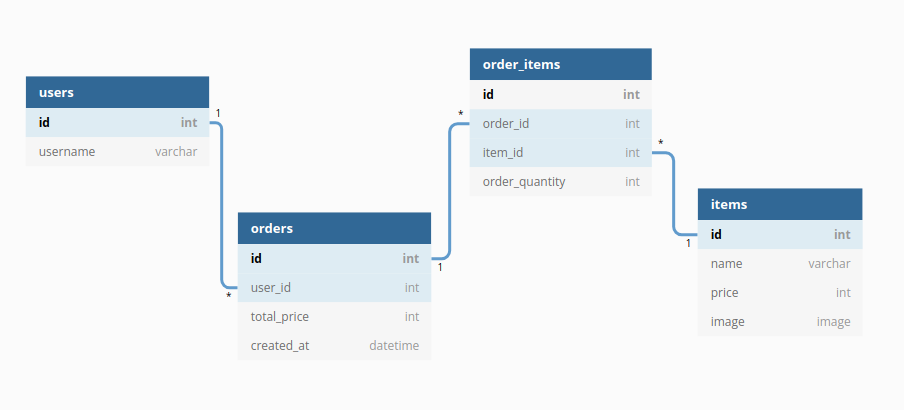 users
id int
username varchar
1
*
orders
id int
user_id int
total_price int
created_at datetime
1
*
order_items
id int
order_id int
item_id int
order_quantity int
*
1
items
id int
name varchar
price int
image image